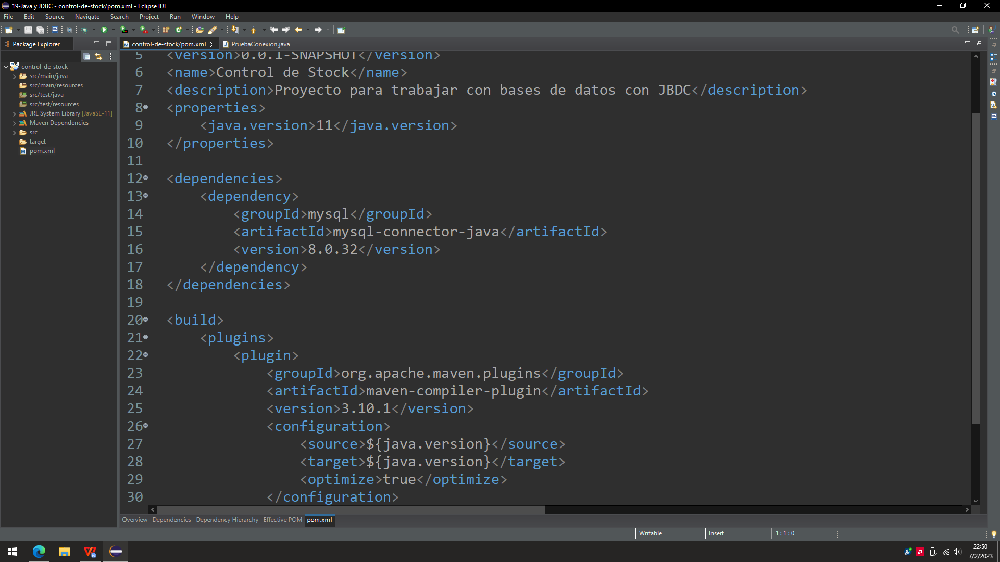 19-Java y JDBC - control-de-stock/pom.xml - Eclipse IDE
File Edit Source Navigate Search Project Run Window Help
Package Explorer
control-de-stock/pom.xml
PruebaConexion.java
control-de-stock
src/main/java
src/main/resources
src/test/java
src/test/resources
JRE System Library [JavaSE-11]
Maven Dependencies
src
target
pom.xml
5 <version>0.0.1-SNAPSHOT</version>
6 <name>Control de Stock</name>
7 <description>Proyecto para trabajar con bases de datos con JBDC</description>
8 <properties>
9 <java.version>11</java.version>
10 </properties>
11
12 <dependencies>
13 <dependency>
14 <groupId>mysql</groupId>
15 <artifactId>mysql-connector-java</artifactId>
16 <version>8.0.32</version>
17 </dependency>
18 </dependencies>
19
20 <build>
21 <plugins>
22 <plugin>
23 <groupId>org.apache.maven.plugins</groupId>
24 <artifactId>maven-compiler-plugin</artifactId>
25 <version>3.10.1</version>
26 <configuration>
27 <source>${java.version}</source>
28 <target>${java.version}</target>
29 <optimize>true</optimize>
30 </configuration>
Overview Dependencies Dependency Hierarchy Effective POM pom.xml
Writable Insert 1 : 1 : 0
22:50
7/2/2023